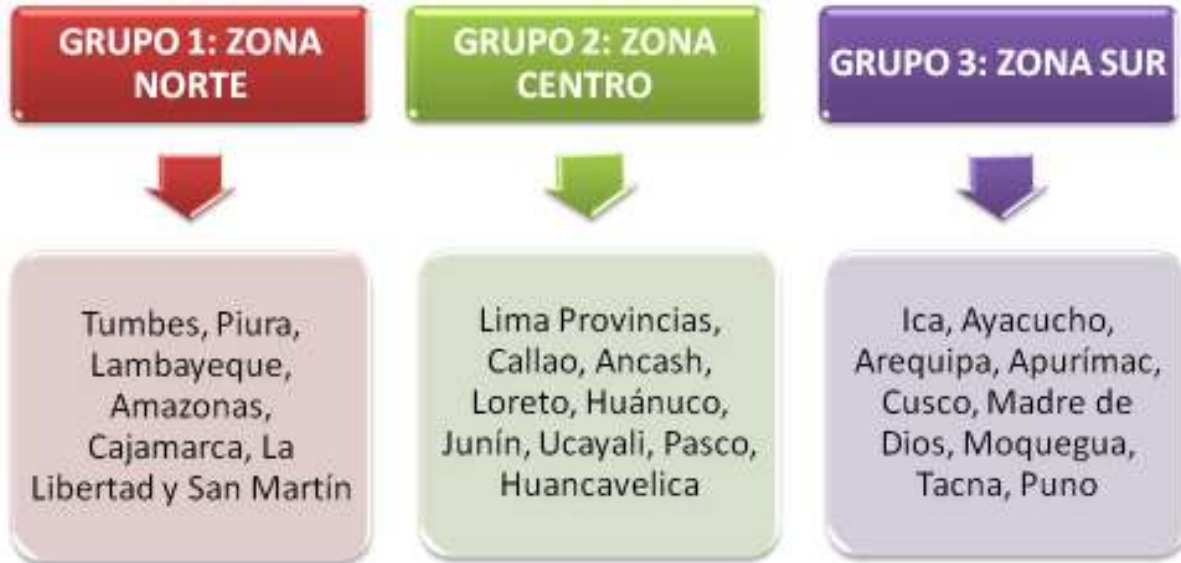 GRUPO 1: ZONA
NORTE
Tumbes, Piura,
Lambayeque,
Amazonas,
Cajamarca, La
Libertad y San Martín
GRUPO 2: ZONA
CENTRO
Lima Provincias,
Callao, Ancash,
Loreto, Huánuco,
Junín, Ucayali, Pasco,
Huancavelica
GRUPO 3: ZONA SUR
Ica, Ayacucho,
Arequipa, Apurímac,
Cusco, Madre de
Dios, Moquegua,
Tacna, Puno